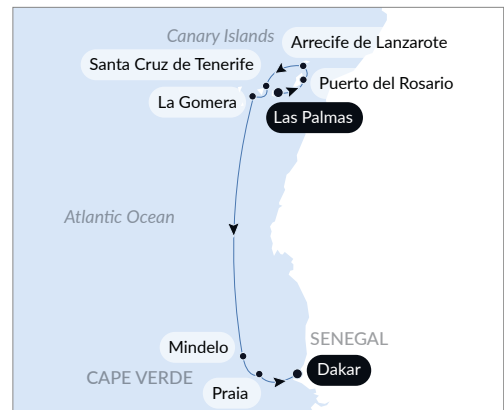 Canary Islands
Arrecife de Lanzarote
Santa Cruz de Tenerife
Puerto del Rosario
La Gomera
Las Palmas
Atlantic Ocean
SENEGAL
Mindelo
Dakar
CAPE VERDE
Praia